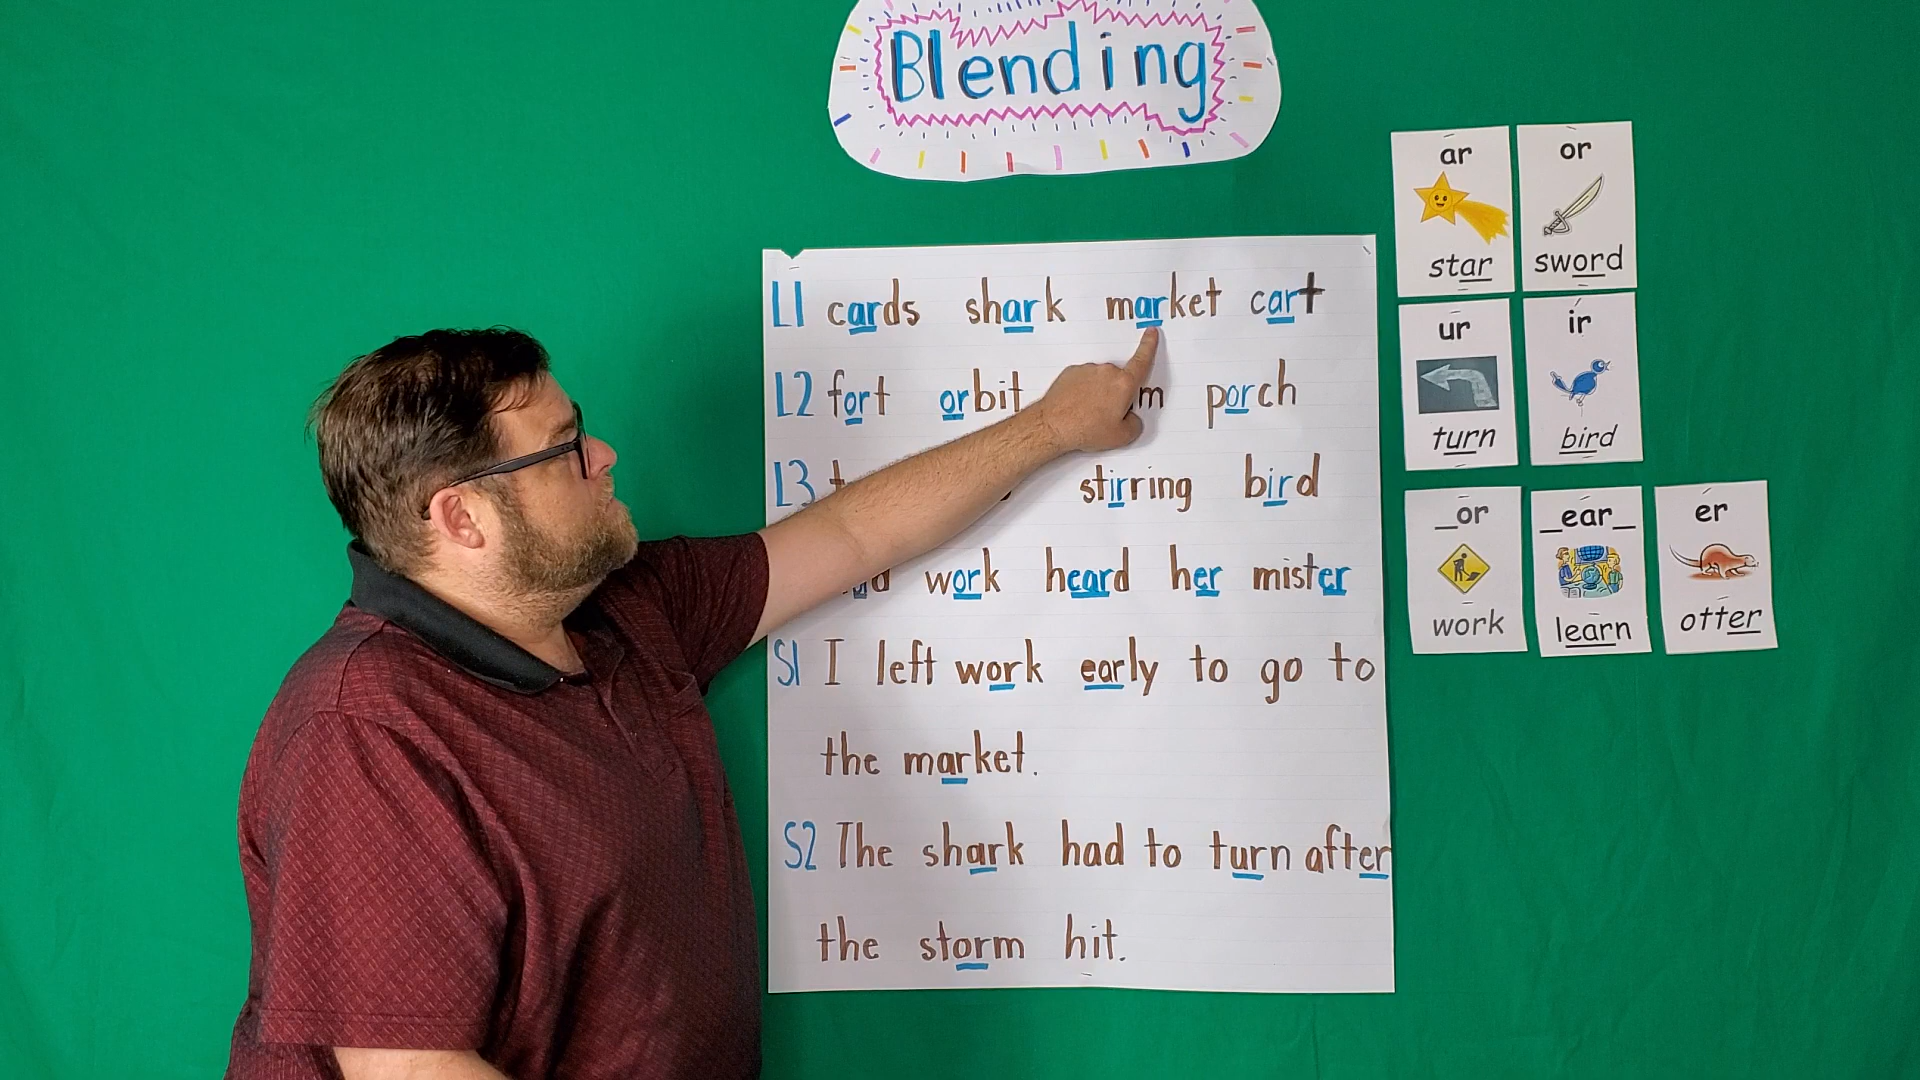 Blending
L1 cards shark market cart
L2 fort orbit porch
L3 stirring bird
work heard her mister
S1 I left work early to go to
the market.
S2 The shark had to turn after
the storm hit.
ar
star
or
sword
ur
turn
ir
bird
_or
work
_ear_
learn
er
otter